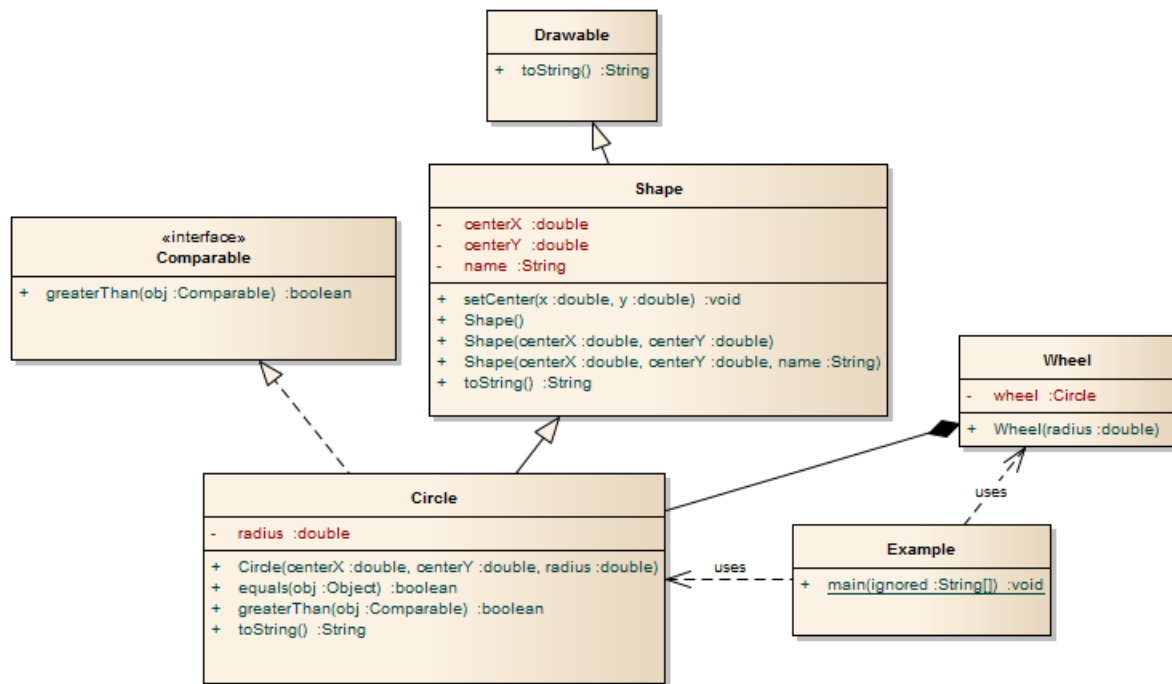 Drawable
+ toString() :String
Shape
- centerX :double
- centerY :double
- name :String
+ setCenter(x :double, y :double) :void
+ Shape()
+ Shape(centerX :double, centerY :double)
+ Shape(centerX :double, centerY :double, name :String)
+ toString() :String
«interface»
Comparable
+ greaterThan(obj :Comparable) :boolean
Wheel
- wheel :Circle
+ Wheel(radius :double)
uses
Circle
- radius :double
+ Circle(centerX :double, centerY :double, radius :double)
+ equals(obj :Object) :boolean
+ greaterThan(obj :Comparable) :boolean
+ toString() :String
uses
Example
+ main(ignored :String[]) :void